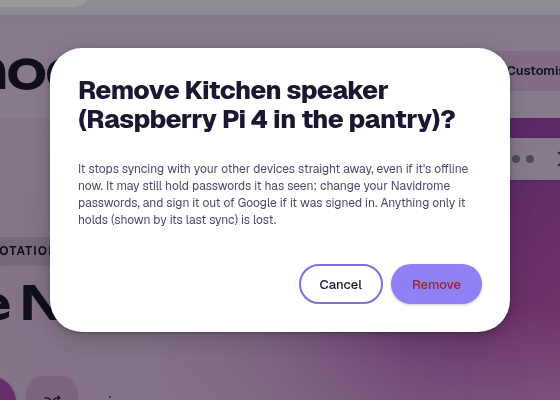 Customis
Remove Kitchen speaker
(Raspberry Pi 4 in the pantry)?
It stops syncing with your other devices straight away, even if it's offline
now. It may still hold passwords it has seen: change your Navidrome
passwords, and sign it out of Google if it was signed in. Anything only it
holds (shown by its last sync) is lost.
OTATION
e N
Cancel
Remove